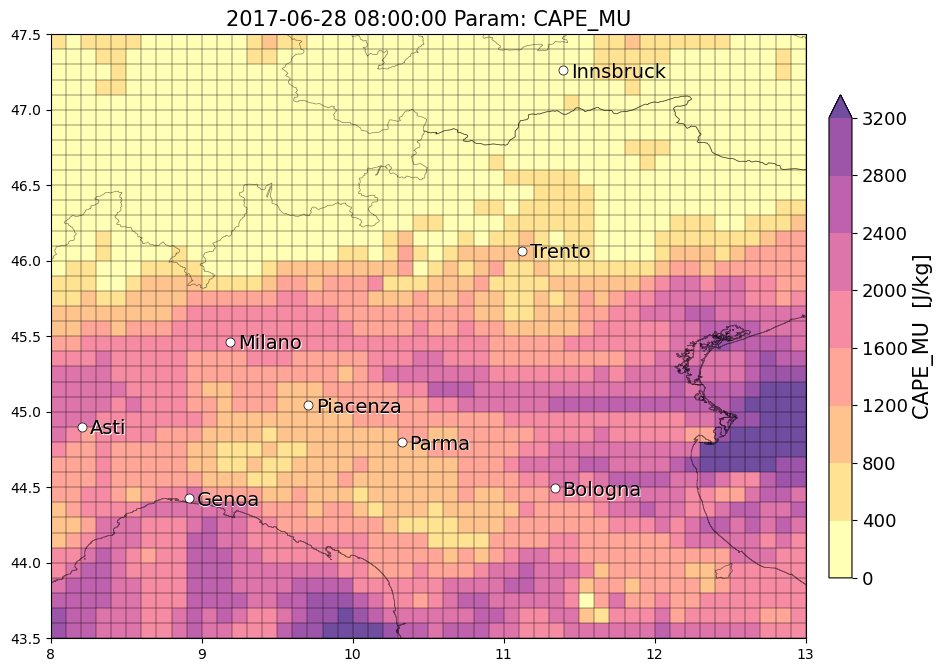 2017-06-28 08:00:00 Param: CAPE_MU
47.5
47.0
46.5
46.0
45.5
45.0
44.5
44.0
43.5
8
9
10
11
12
13
Innsbruck
Trento
Milano
Piacenza
Asti
Parma
Bologna
Genoa
3200
2800
2400
2000
1600
1200
800
400
0
CAPE_MU [J/kg]